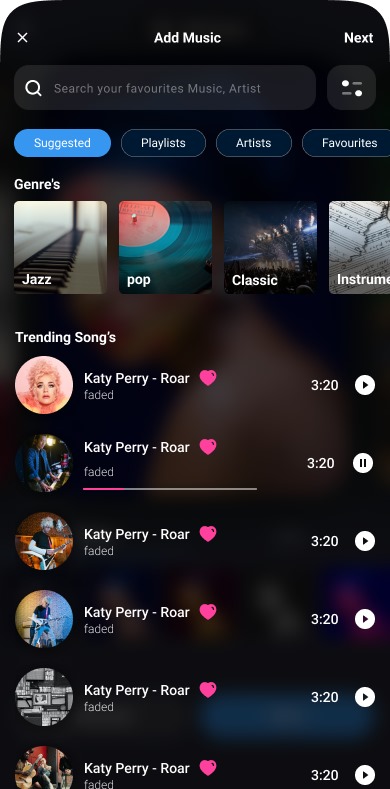 Add Music
Next
Search your favourites Music, Artist
Suggested
Playlists
Artists
Favourites
Genre's
Jazz
pop
Classic
Instrume
Trending Song's
Katy Perry - Roar
faded
3:20
Katy Perry - Roar
faded
3:20
Katy Perry - Roar
faded
3:20
Katy Perry - Roar
faded
3:20
Katy Perry - Roar
faded
3:20
Katy Perry - Roar
faded
3:20